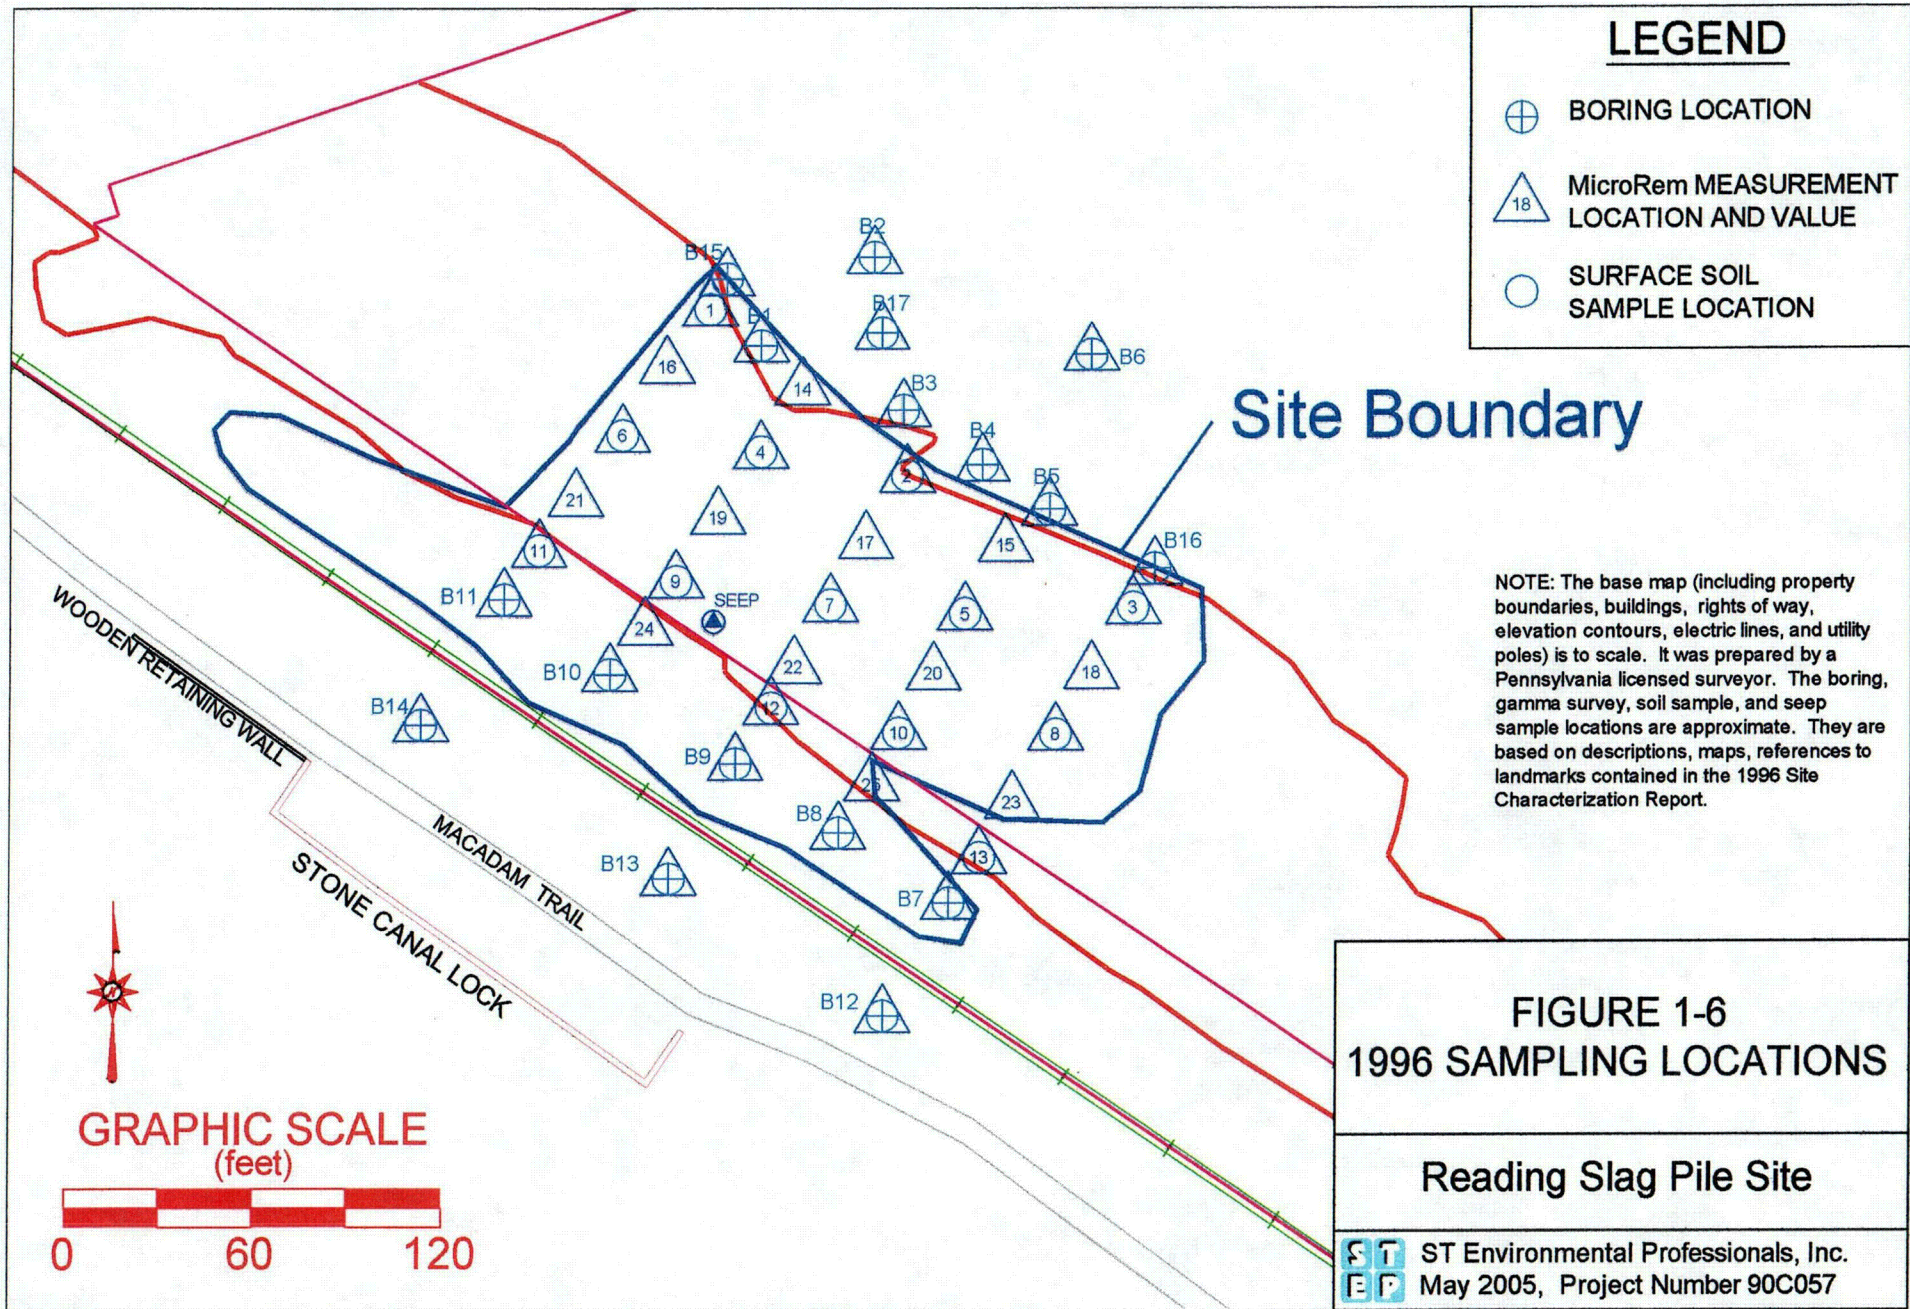 LEGEND
BORING LOCATION
18
MicroRem MEASUREMENT
LOCATION AND VALUE
SURFACE SOIL
SAMPLE LOCATION
B2
B15
B17
1
B1
B6
16
14
B3
Site Boundary
6
4
B4
2
B5
21
19
17
15
B16
11
9
B11
SEEP
7
5
3
24
NOTE: The base map (including property
boundaries, buildings, rights of way,
elevation contours, electric lines, and utility
poles) is to scale. It was prepared by a
Pennsylvania licensed surveyor. The boring,
gamma survey, soil sample, and seep
sample locations are approximate. They are
based on descriptions, maps, references to
landmarks contained in the 1996 Site
Characterization Report.
B10
22
20
18
B14
12
10
8
B9
23
B8
13
B13
B7
B12
WOODEN RETAINING WALL
MACADAM TRAIL
STONE CANAL LOCK
N
GRAPHIC SCALE
(feet)
0 60 120
FIGURE 1-6
1996 SAMPLING LOCATIONS
Reading Slag Pile Site
ST
EP
ST Environmental Professionals, Inc.
May 2005, Project Number 90C057